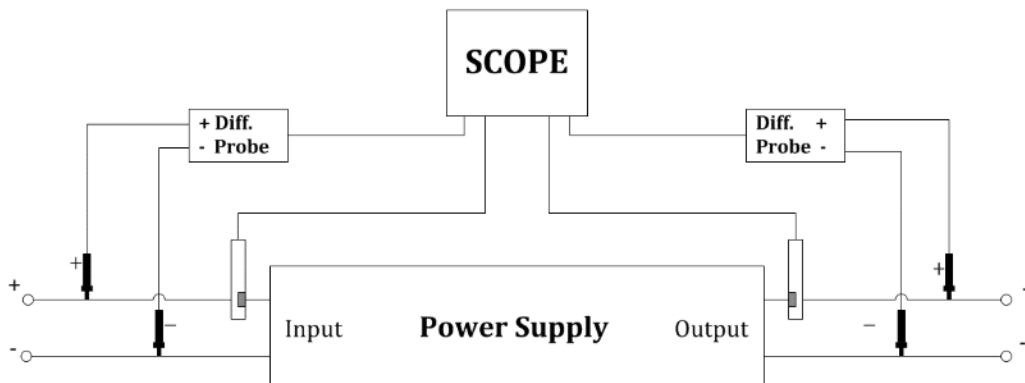 SCOPE
+ Diff.
- Probe
Diff. +
Probe -
+
+
+
-
-
-
-
Input
Power Supply
Output